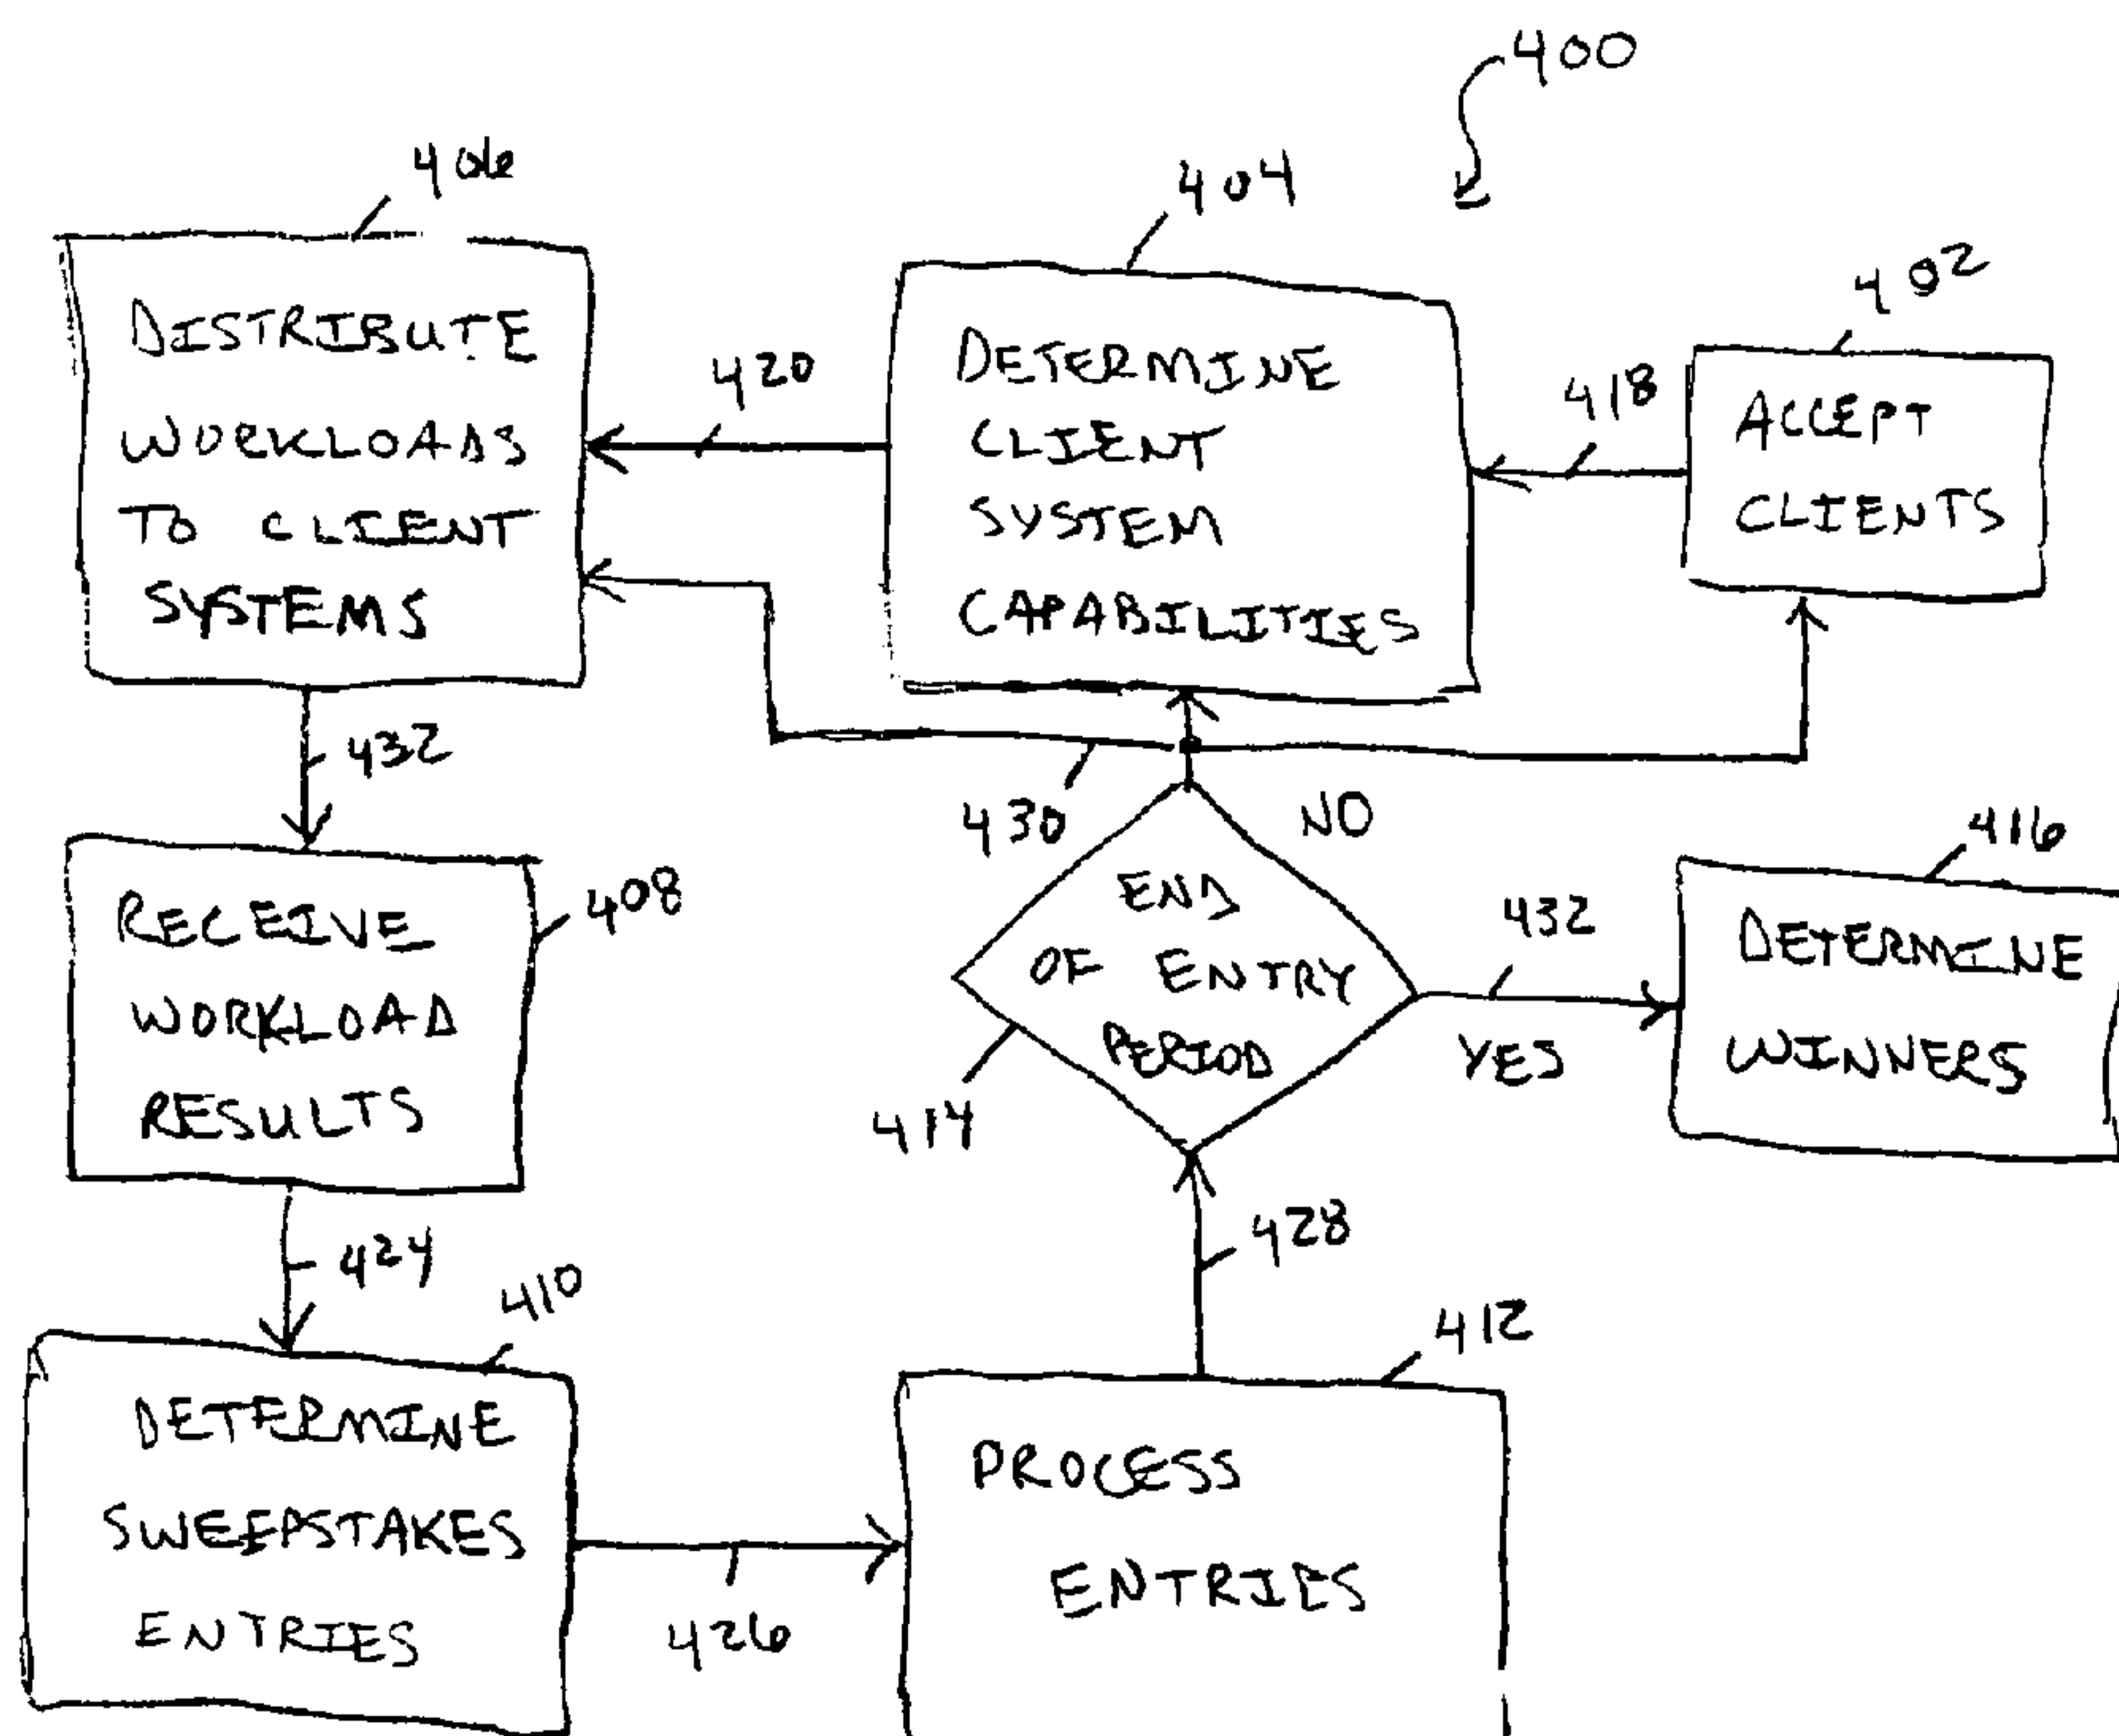 400
406
404
402
DISTRIBUTE
WORKLOADS
TO CLIENT
SYSTEMS
420
DETERMINE
CLIENT
SYSTEM
CAPABILITIES
418
ACCEPT
CLIENTS
432
430
NO
416
RECEIVE
WORKLOAD
RESULTS
408
END
OF ENTRY
PERIOD
414
432
YES
DETERMINE
WINNERS
424
410
428
412
DETERMINE
SWEEPSTAKES
ENTRIES
426
PROCESS
ENTRIES